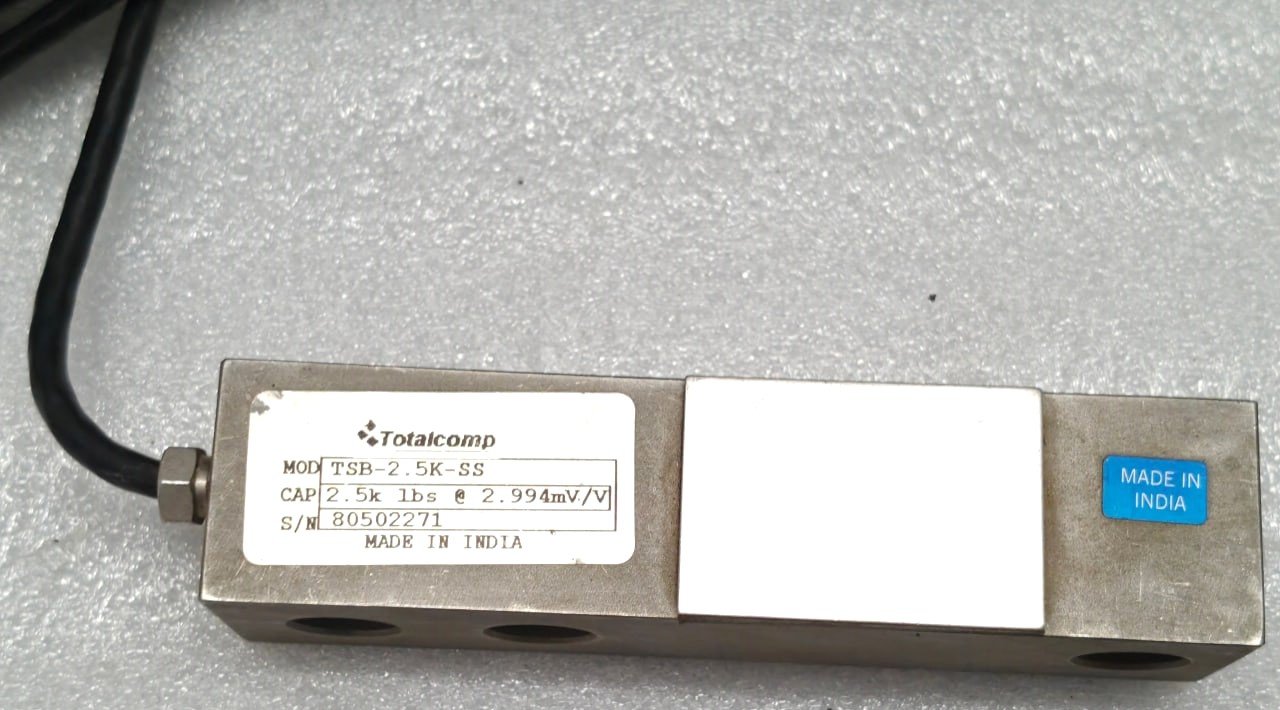 Totalcomp
MOD TSB-2.5K-SS
CAP 2.5k lbs @ 2.994mV/V
S/N 80502271
MADE IN INDIA
MADE IN
INDIA